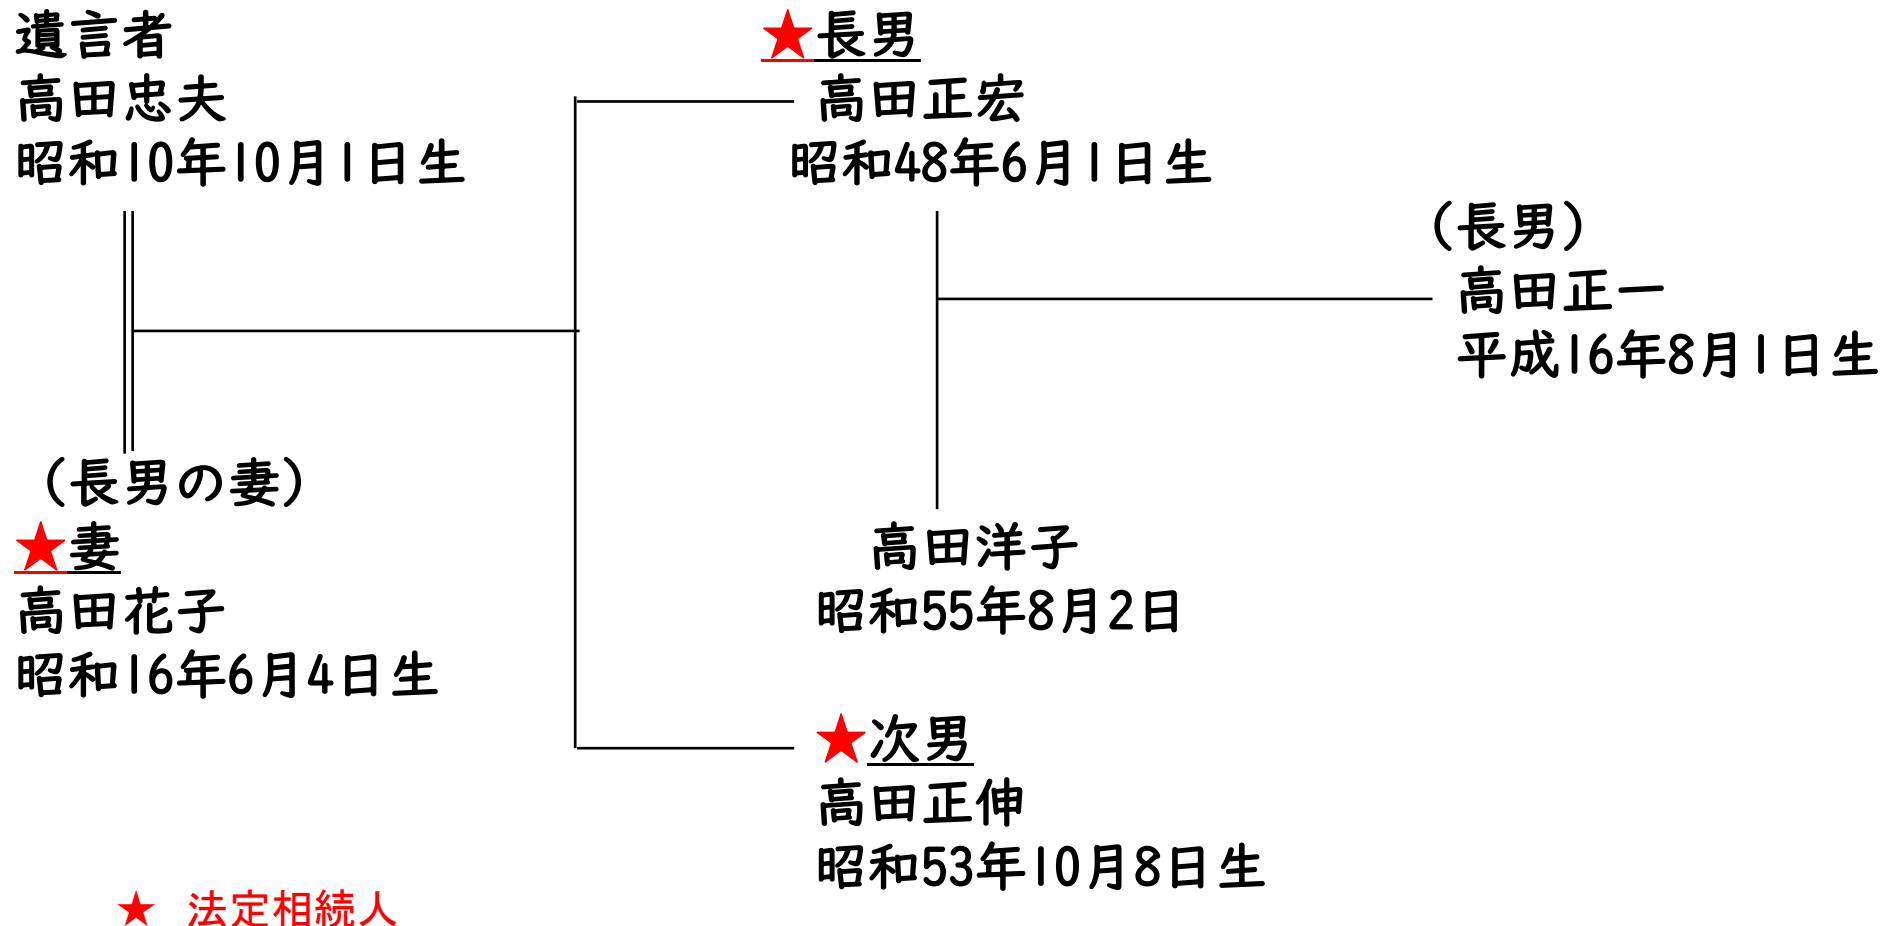 遺言者
高田忠夫
昭和10年10月1日生
(長男の妻)
★妻
高田花子
昭和16年6月4日生
★長男
高田正宏
昭和48年6月1日生
高田洋子
昭和55年8月2日
★次男
高田正伸
昭和53年10月8日生
(長男)
高田正一
平成16年8月1日生
★ 法定相続人